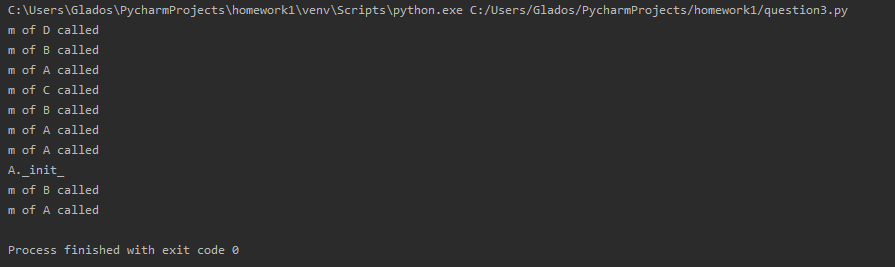 C:\Users\Glados\PycharmProjects\homework1\venv\Scripts\python.exe C:/Users/Glados/PycharmProjects/homework1/question3.py
m of D called
m of B called
m of A called
m of C called
m of B called
m of A called
m of A called
A._init_
m of B called
m of A called
Process finished with exit code 0